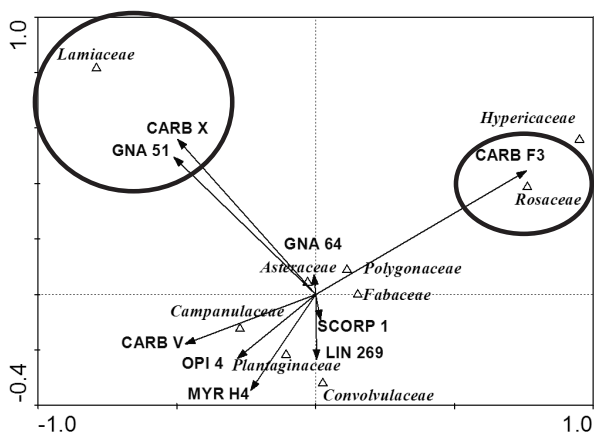 1.0
Lamiaceae
Hypericaceae
CARB X
GNA 51
CARB F3
Rosaceae
GNA 64
Asteraceae
Polygonaceae
Fabaceae
Campanulaceae
SCORP 1
CARB V
OPI 4
Plantaginaceae
LIN 269
MYR H4
Convolvulaceae
-0.4
-1.0
1.0